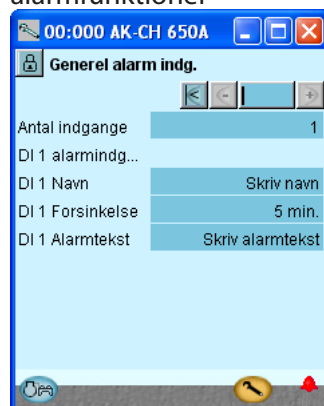 alarmfunktioner
00:000 AK-CH 650A
Generel alarm indg.
Antal indgange 1
DI 1 alarmindg...
DI 1 Navn Skriv navn
DI 1 Forsinkelse 5 min.
DI 1 Alarmtekst Skriv alarmtekst